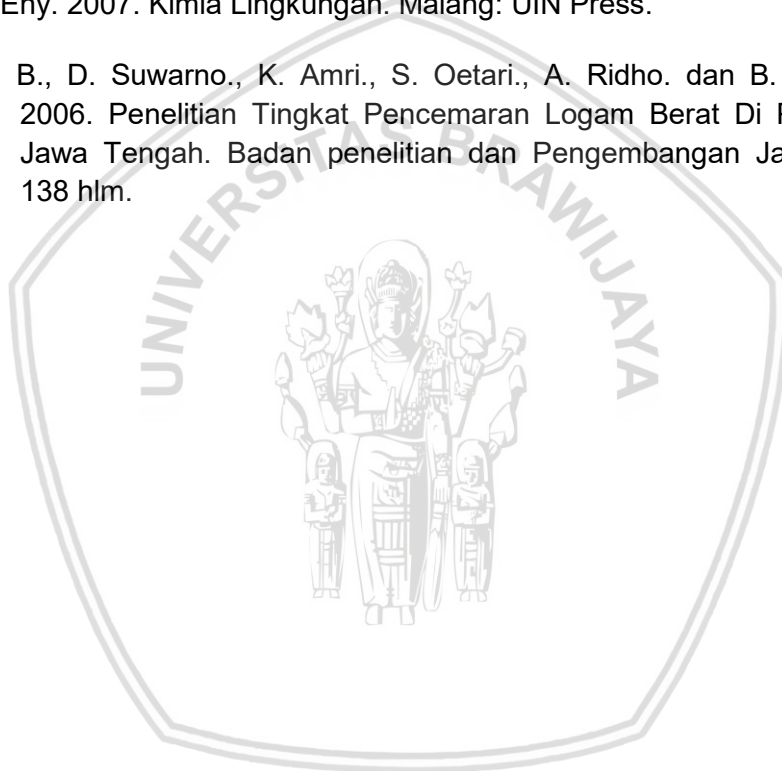 Eny. 2007. Kimia Lingkungan. Malang: UIN Press.
B., D. Suwarno., K. Amri., S. Oetari., A. Ridho. dan B.
2006. Penelitian Tingkat Pencemaran Logam Berat Di
Jawa Tengah. Badan penelitian dan Pengembangan
138 hlm.
UNIVERSITAS BRAWIJAYA